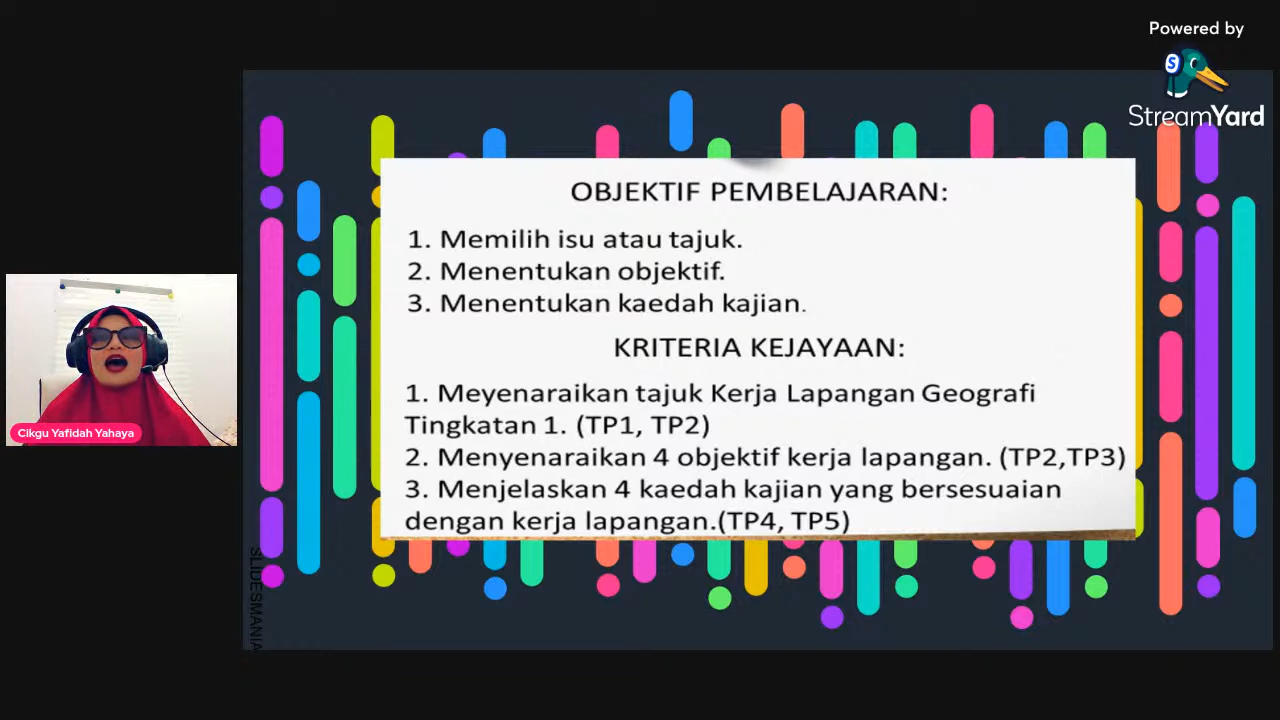 Powered by
S
StreamYard
OBJEKTIF PEMBELAJARAN:
1. Memilih isu atau tajuk.
2. Menentukan objektif.
3. Menentukan kaedah kajian.
KRITERIA KEJAYAAN:
1. Meyenaraikan tajuk Kerja Lapangan Geografi
Tingkatan 1. (TP1, TP2)
2. Menyenaraikan 4 objektif kerja lapangan. (TP2,TP3)
3. Menjelaskan 4 kaedah kajian yang bersesuaian
dengan kerja lapangan.(TP4, TP5)
Cikgu Yafidah Yahaya
SLIDESMANIA